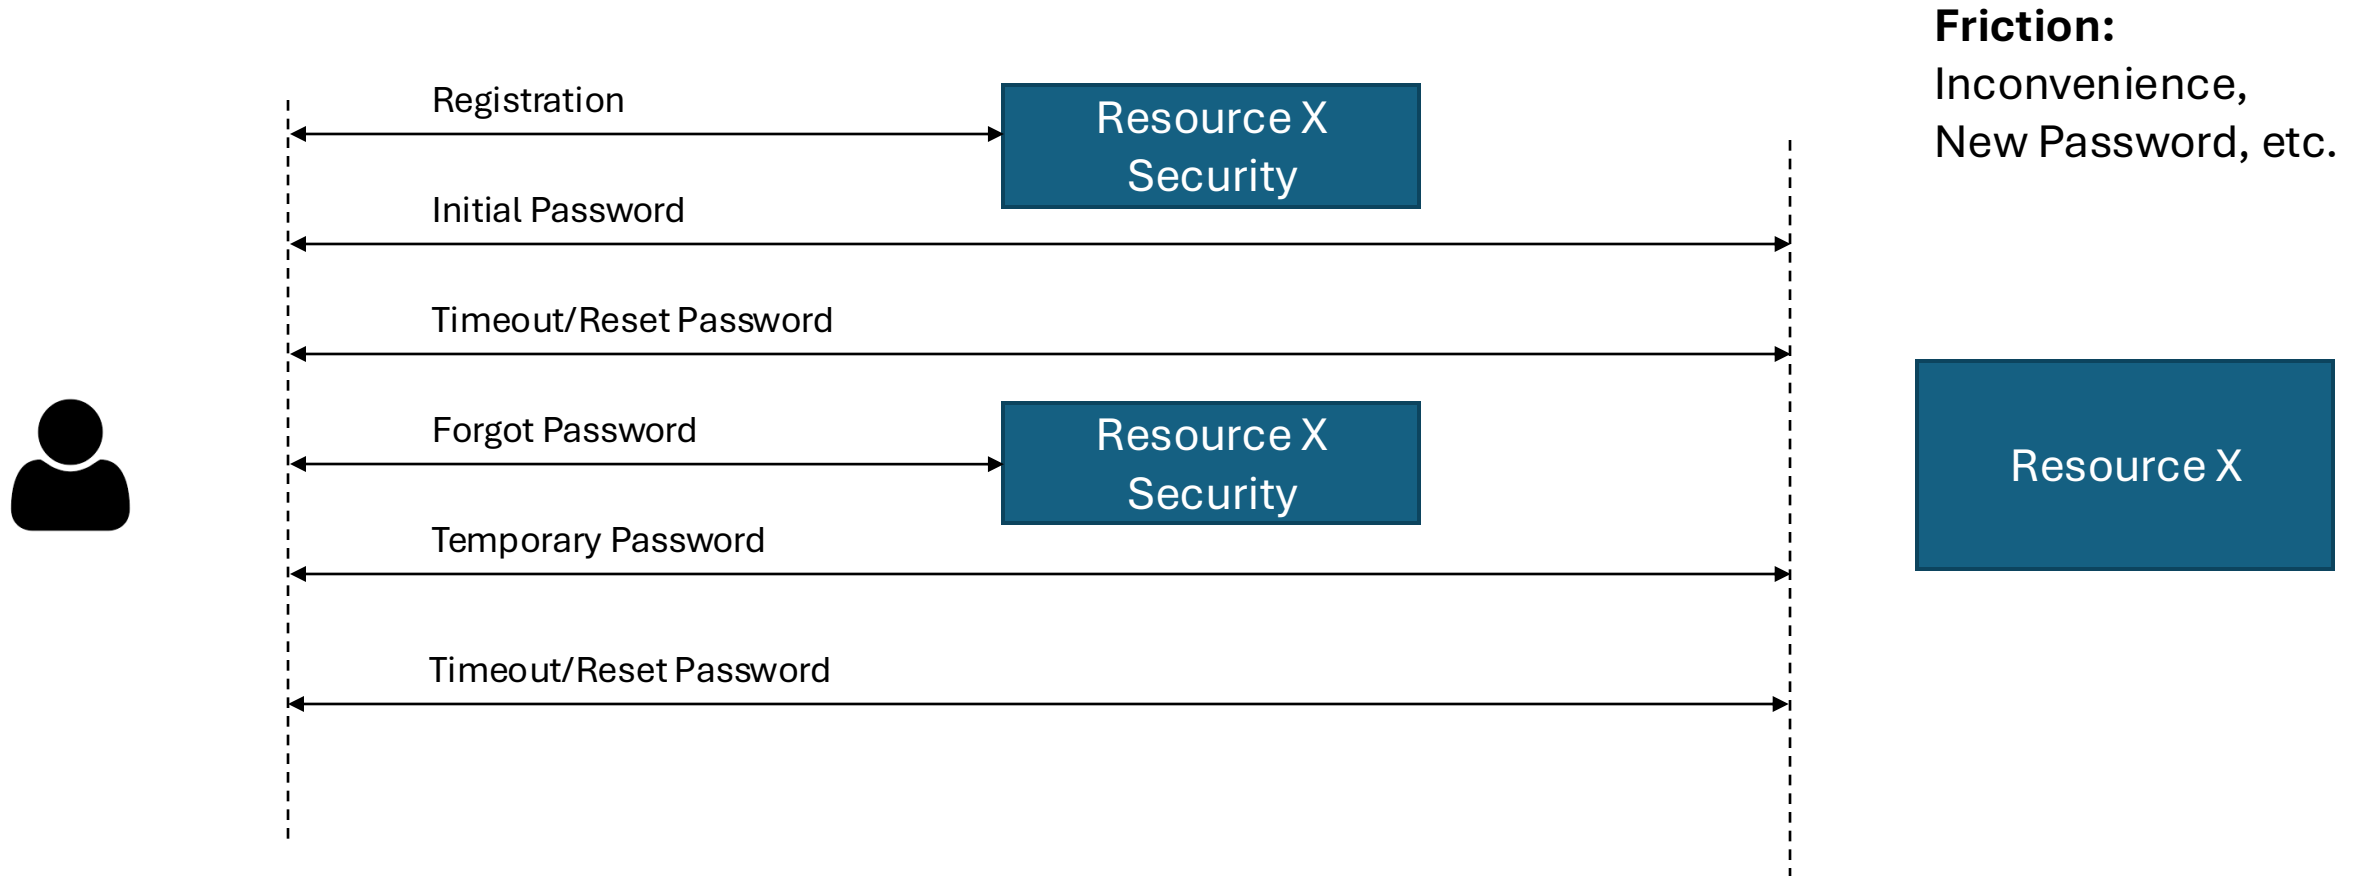 Friction:
Inconvenience,
New Password, etc.
Registration
Resource X
Security
Initial Password
Timeout/Reset Password
Forgot Password
Resource X
Security
Resource X
Temporary Password
Timeout/Reset Password